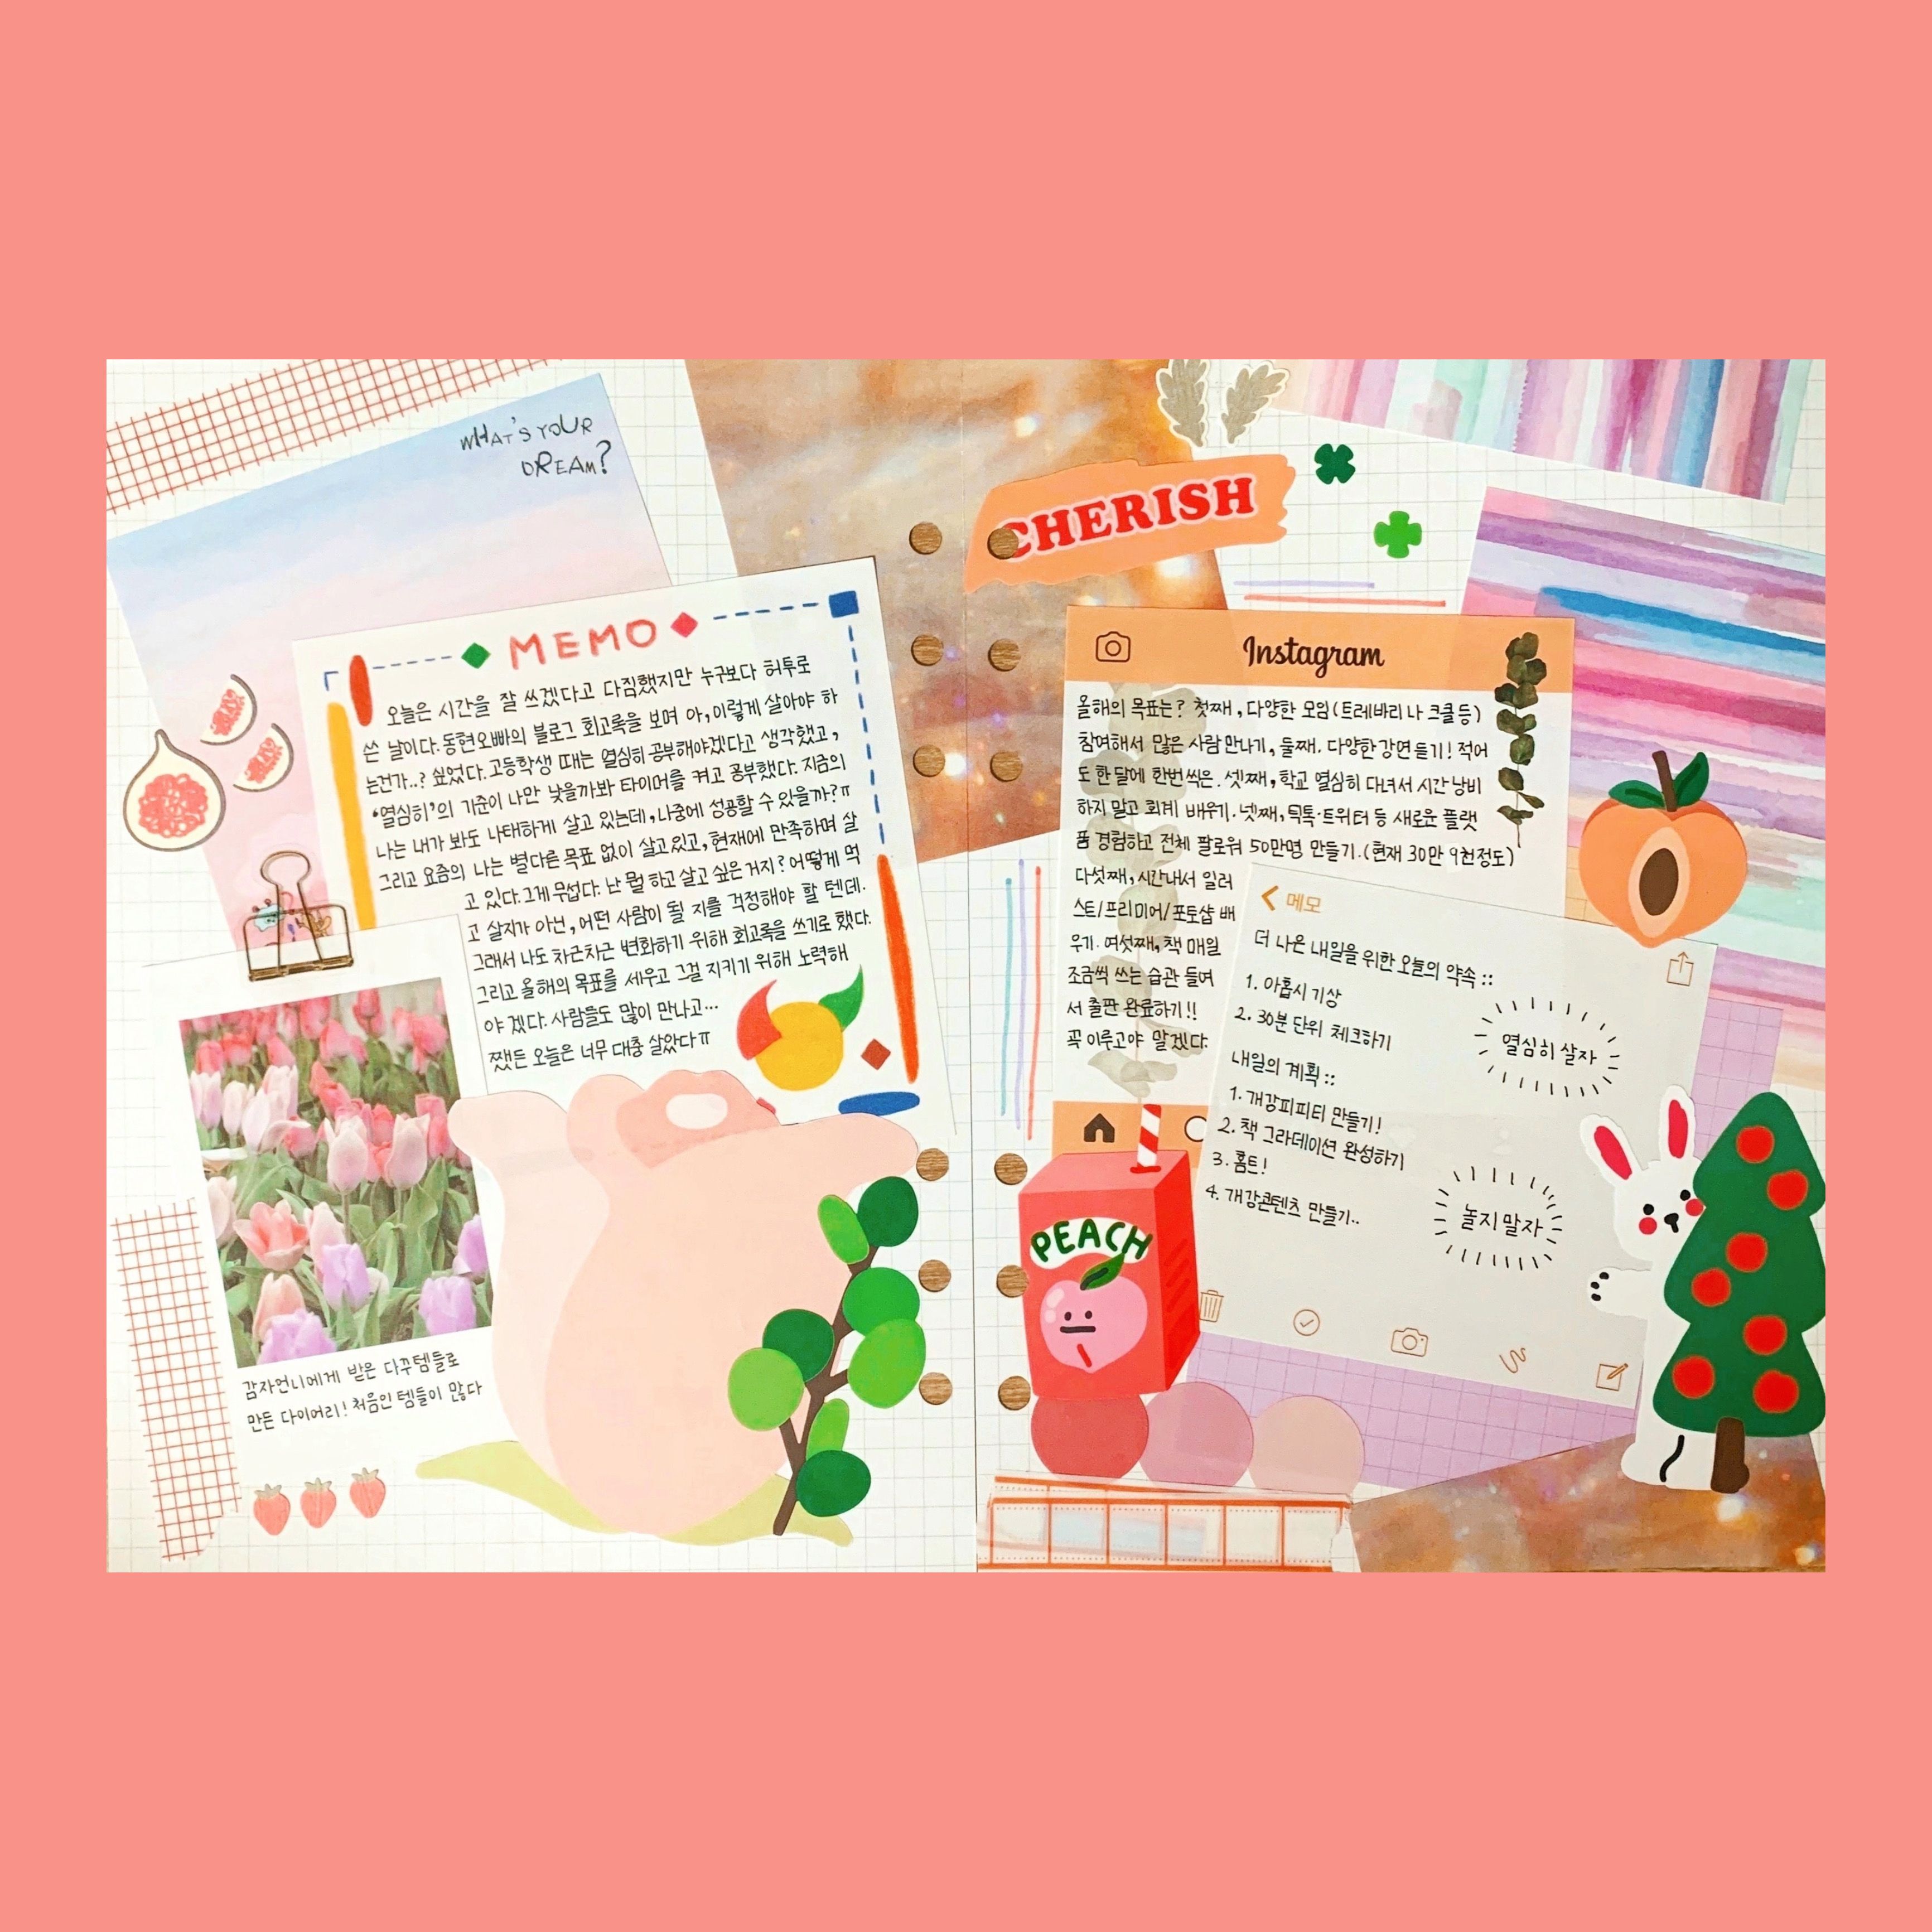 WHAT'S YOUR
DREAM?
MEMO
오늘은 시간을 잘 쓰겠다고 다짐했지만 누구보다 허투로
쓴 날이다. 동현오빠의 블로그 회고록을 보며 아, 이렇게 살아야 하
는건가..? 싶었다. 고등학생 때는 열심히 공부해야겠다고 생각했고,
'열심히'의 기준이 나만 낮을까봐 타이머를 켜고 공부했다. 지금의
나는 내가 봐도 나태하게 살고 있는데, 나중에 성공할 수 있을까?ㅠ
그리고 요즘의 나는 별다른 목표 없이 살고있고, 현재에 만족하며 살
고 있다. 그게 무섭다. 난 뭘 하고 살고 싶은 거지? 어떻게 먹
고 살지가 아닌, 어떤 사람이 될 지를 걱정해야 할 텐데.
그래서 나도 차근차근 변화하기 위해 회고록을 쓰기로 했다.
그리고 올해의 목표를 세우고 그걸 지키기 위해 노력해
야 겠다. 사람들도 많이 만나고...
쨌든 오늘은 너무 대충 살았다ㅠ
감자언니에게 받은 다꾸템들로
만든 다이어리! 처음인 템들이 많다
CHERISH
Instagram
올해의 목표는? 첫째, 다양한 모임(트레바리나 크클 등)
참여해서 많은 사람 만나기, 둘째. 다양한 강연 듣기! 적어
도 한 달에 한번씩은. 셋째, 학교 열심히 다녀서 시간낭비
하지 말고 회계 배우기. 넷째, 틱톡·트위터 등 새로운 플랫
폼 경험하고 전체 팔로워 50만명 만들기.(현재 30만 9천정도)
다섯째, 시간내서 일러
스트/프리미어/포토샵 배
우기. 여섯째, 책 매일
조금씩 쓰는 습관 들여
서 출판 완료하기!!
꼭 이루고야 말겠다.
메모
더 나은 내일을 위한 오늘의 약속 ::
1. 아홉시 기상
2. 30분 단위 체크하기
열심히 살자
내일의 계획 ::
1. 개강피피티 만들기!
2. 책 그라데이션 완성하기
3. 홈트!
4. 개강콘텐츠 만들기..
놀지 말자
PEACH